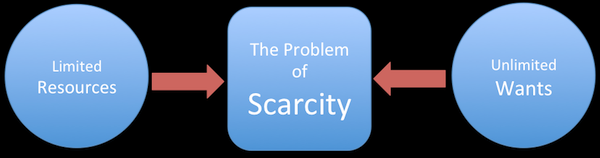 Limited
Resources
The Problem
of
Scarcity
Unlimited
Wants